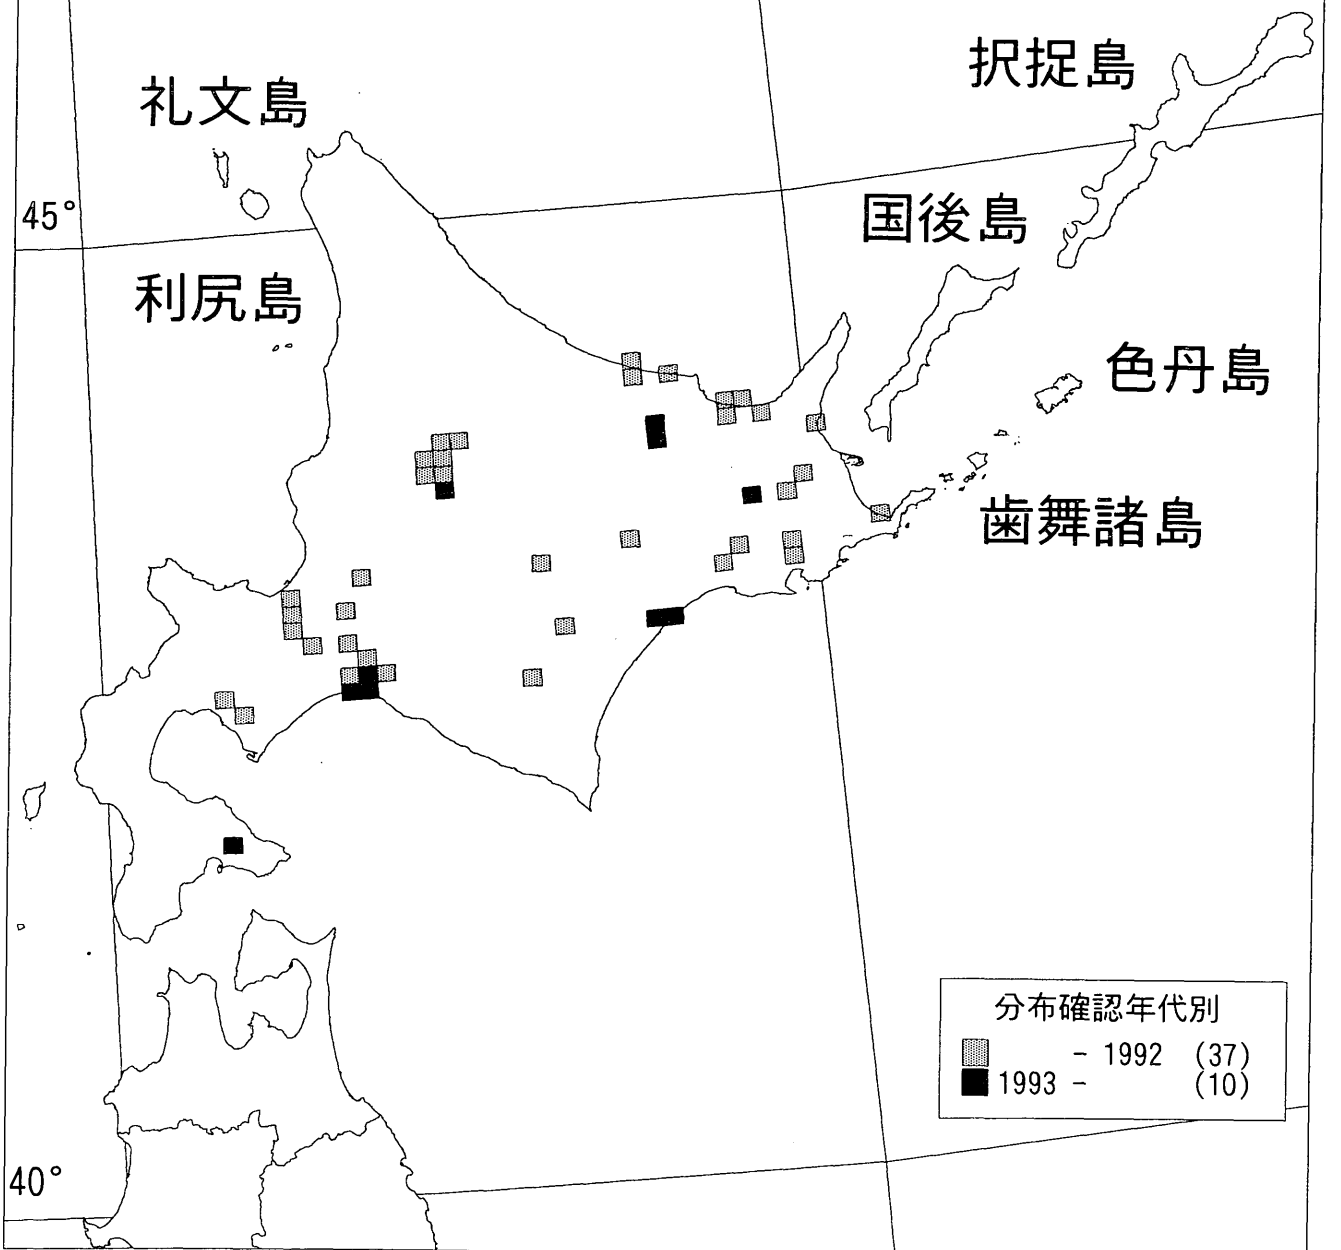 択捉島
礼文島
国後島
45°
利尻島
色丹島
歯舞諸島
分布確認年代別
- 1992 (37)
1993 - (10)
40°